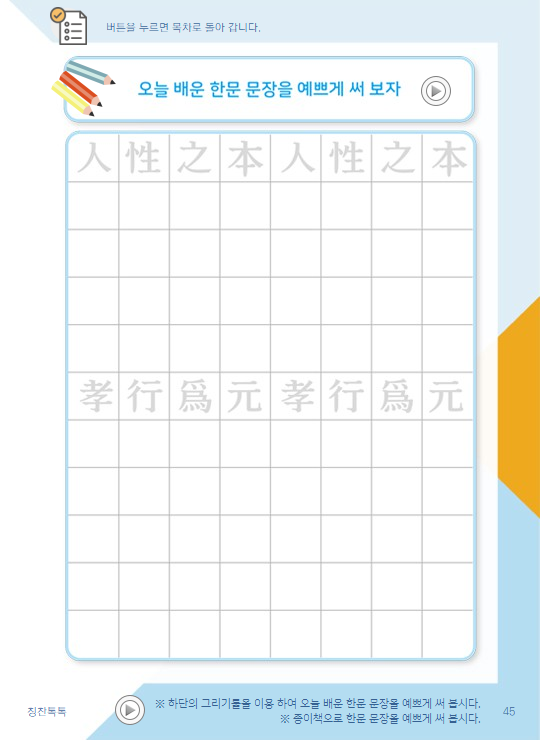 버튼을 누르면 목차로 돌아 갑니다.
오늘 배운 한문 문장을 예쁘게 써 보자
人性之本人性之本
孝行爲元孝行爲元
※ 하단의 그리기툴을 이용 하여 오늘 배운 한문 문장을 예쁘게 써 봅시다.
※ 종이책으로 한문 문장을 예쁘게 써 봅시다.
칭찬톡톡
45